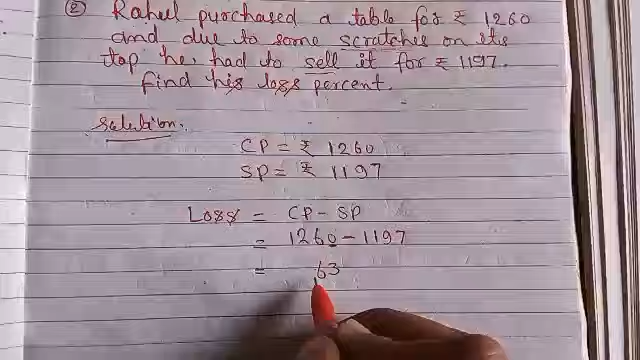 ② Rahul purchased a table for ₹ 1260
and due to some scratches on its
top he, had to sell it for ₹ 1197.
Find his loss percent.
Solution.
CP = ₹ 1260
SP = ₹ 1197
Loss = CP - SP
= 1260 - 1197
= 63